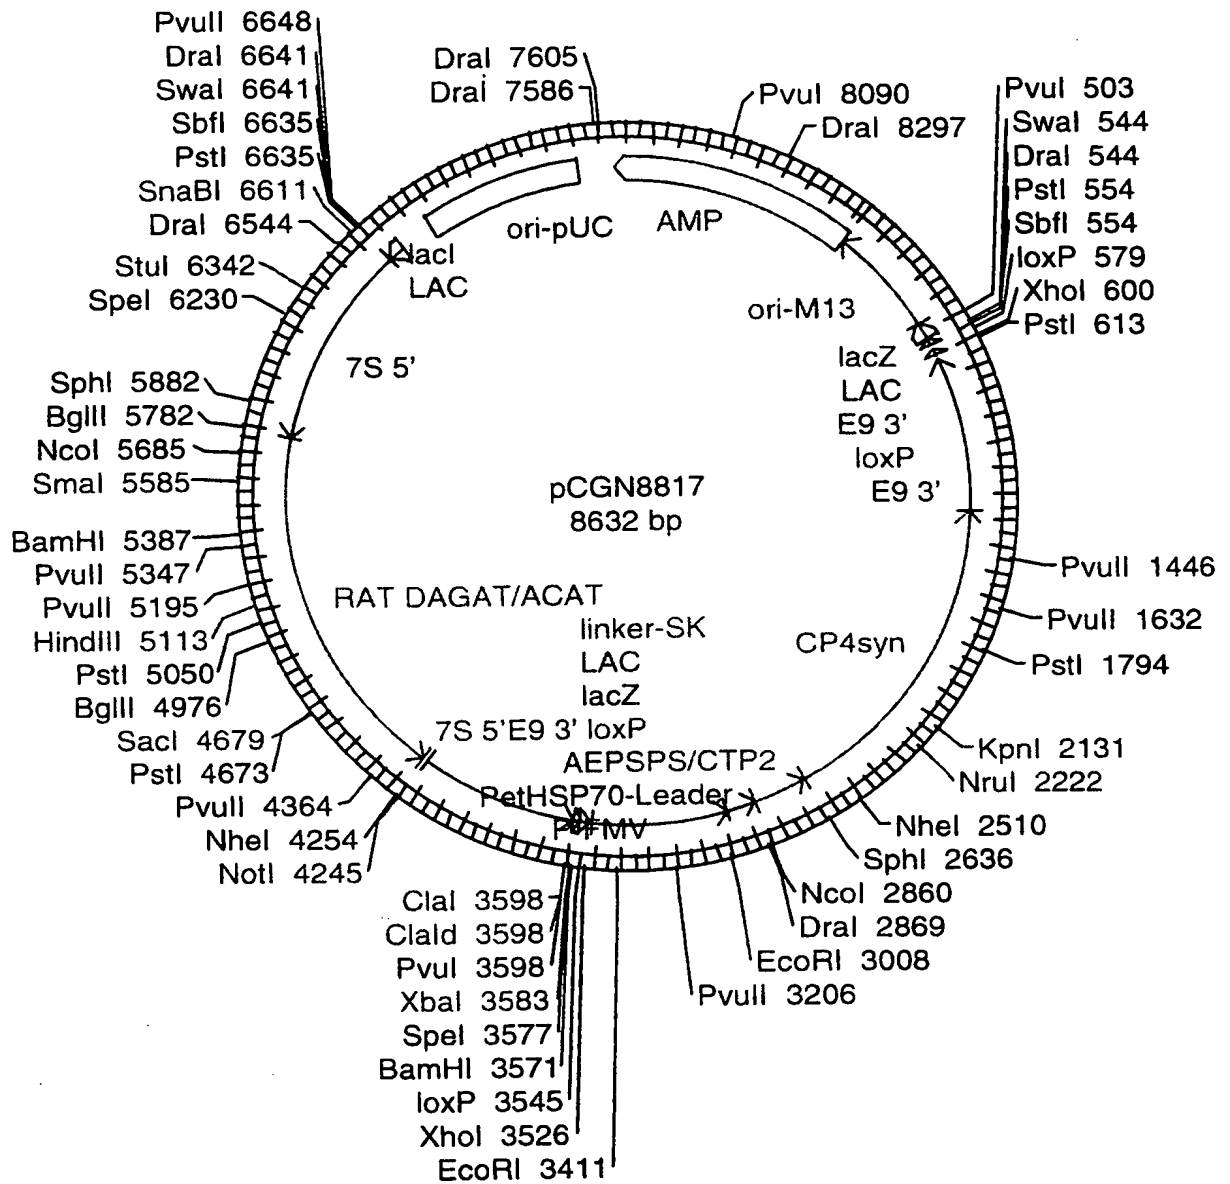 PvuII 6648
DraI 6641
SwaI 6641
SbfI 6635
PstI 6635
SnaBI 6611
DraI 6544
StuI 6342
SpeI 6230
SphI 5882
BglII 5782
NcoI 5685
SmaI 5585
BamHI 5387
PvuII 5347
PvuII 5195
HindIII 5113
PstI 5050
BglII 4976
SacI 4679
PstI 4673
PvuII 4364
NheI 4254
NotI 4245
ClaI 3598
ClaId 3598
PvuI 3598
XbaI 3583
SpeI 3577
BamHI 3571
loxP 3545
XhoI 3526
EcoRI 3411
DraI 7605
DraI 7586
PvuI 8090
DraI 8297
PvuI 503
SwaI 544
DraI 544
PstI 554
SbfI 554
loxP 579
XhoI 600
PstI 613
PvuII 1446
PvuII 1632
PstI 1794
KpnI 2131
NruI 2222
NheI 2510
SphI 2636
NcoI 2860
DraI 2869
EcoRI 3008
PvuII 3206
ori-pUC
AMP
lacI
LAC
ori-M13
lacZ
LAC
E9 3'
loxP
E9 3'
7S 5'
pCGN8817
8632 bp
RAT DAGAT/ACAT
linker-SK
LAC
lacZ
7S 5' E9 3' loxP
CP4syn
AEPSPS/CTP2
PetHSP70-Leader